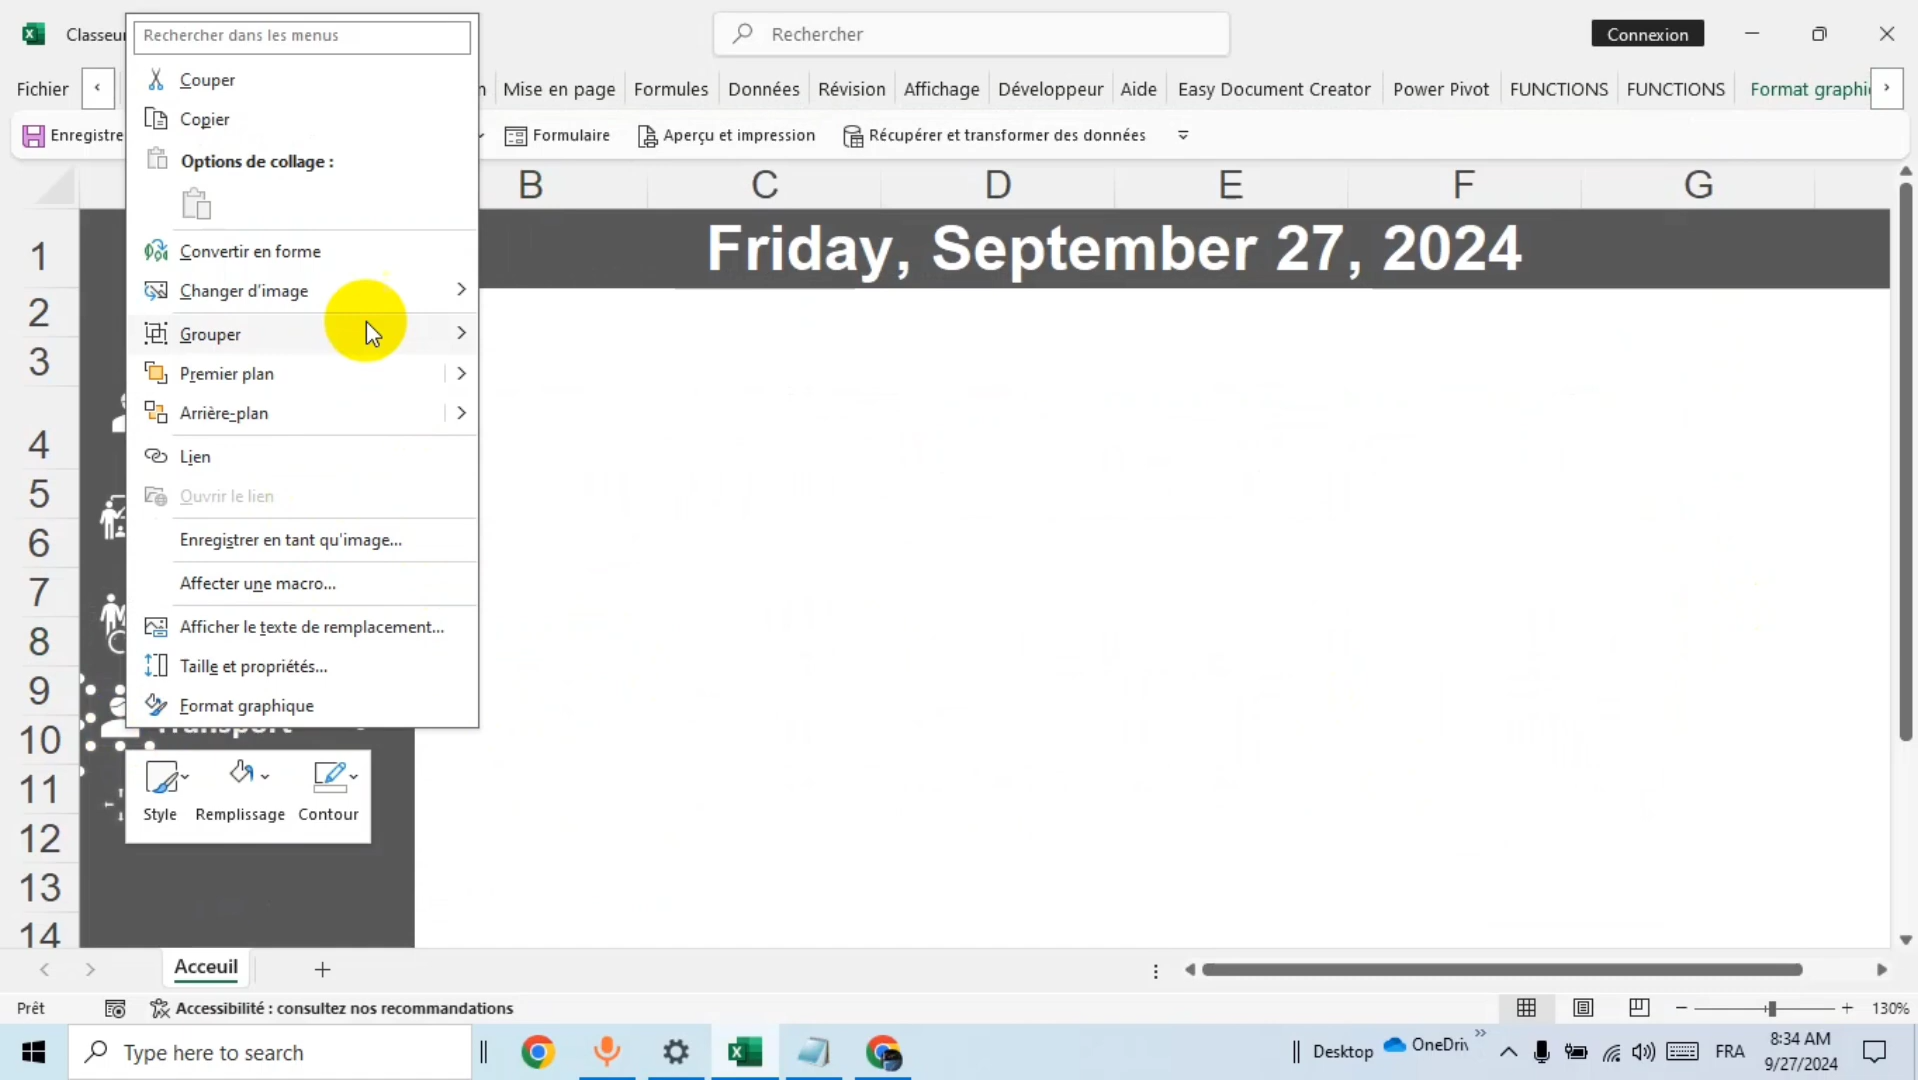 Classeu
Rechercher dans les menus
Rechercher
Connexion
Fichier
Mise en page
Formules
Données
Révision
Affichage
Développeur
Aide
Easy Document Creator
Power Pivot
FUNCTIONS
FUNCTIONS
Format graphi
Enregistre
Formulaire
Aperçu et impression
Récupérer et transformer des données
Couper
Copier
Options de collage :
Convertir en forme
Changer d'image
Grouper
Premier plan
Arrière-plan
Lien
Ouvrir le lien
Enregistrer en tant qu'image...
Affecter une macro...
Afficher le texte de remplacement...
Taille et propriétés...
Format graphique
B C D E F G
1 Friday, September 27, 2024
2
3
4
5
6
7
8
9
10 Transport
11
12
13
14
Style Remplissage Contour
Acceuil
Prêt
Accessibilité : consultez nos recommandations
130%
Type here to search
Desktop
OneDriv
FRA
8:34 AM
9/27/2024